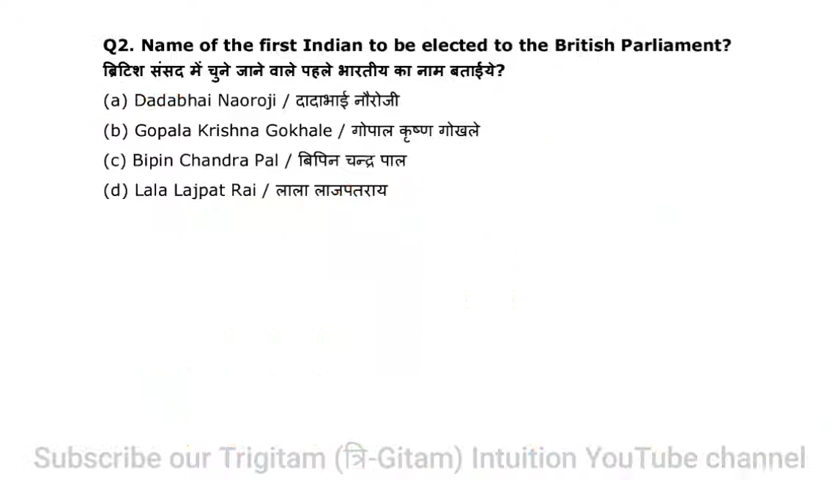 Q2. Name of the first Indian to be elected to the British Parliament?
ब्रिटिश संसद में चुने जाने वाले पहले भारतीय का नाम बताईये?
(a) Dadabhai Naoroji / दादाभाई नौरोजी
(b) Gopala Krishna Gokhale / गोपाल कृष्ण गोखले
(c) Bipin Chandra Pal / बिपिन चन्द्र पाल
(d) Lala Lajpat Rai / लाला लाजपतराय
Subscribe our Trigitam (त्रि-Gitam) Intuition YouTube channel